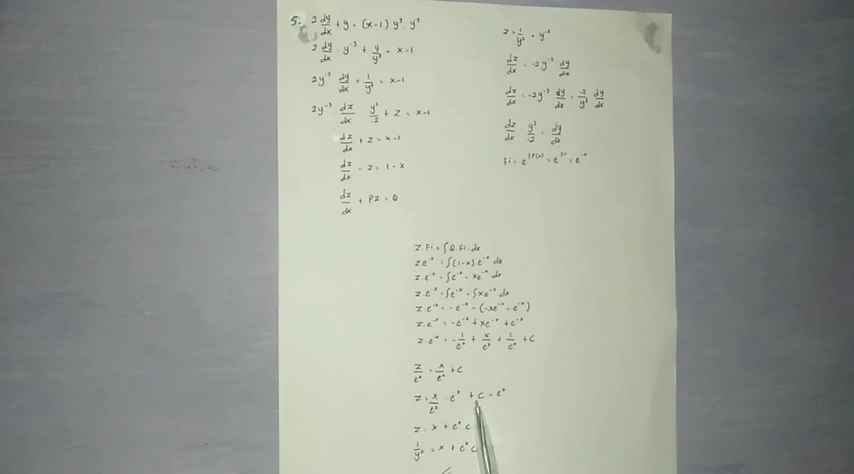 5. 2 dy/dx + y = (x-1) y³ . y³
2 dy/dx . y⁻³ + y/y³ = x-1
2y⁻³ dy/dx + 1/y² = x-1
2y⁻³ . dz/dx . y³/2 + z = x-1
dz/dx + z = x-1
dz/dx - z = 1-x
dz/dx + Pz = Q
z = 1/y² = y⁻²
dz/dx = -2y⁻³ dy/dx
dz/dx = -2y⁻³ dy/dx = 2/y³ dy/dx
dz/dx . y³/2 = dy/dx
z . Fi = ∫ Q . Fi . dx
z e⁻ˣ = ∫(1-x) . e⁻ˣ dx
z . e⁻ˣ = ∫e⁻ˣ - xe⁻ˣ dx
z . e⁻ˣ = ∫e⁻ˣ - ∫xe⁻ˣ dx
z . e⁻ˣ = -e⁻ˣ - (-xe⁻ˣ - e⁻ˣ)
z . e⁻ˣ = -e⁻ˣ + xe⁻ˣ + e⁻ˣ
z . e⁻ˣ = -1/eˣ + x/eˣ + 1/eˣ + c
z/eˣ = x/eˣ + c
z = x/eˣ . eˣ + c - eˣ
z = x + eˣ c
1/y² = x + eˣ c